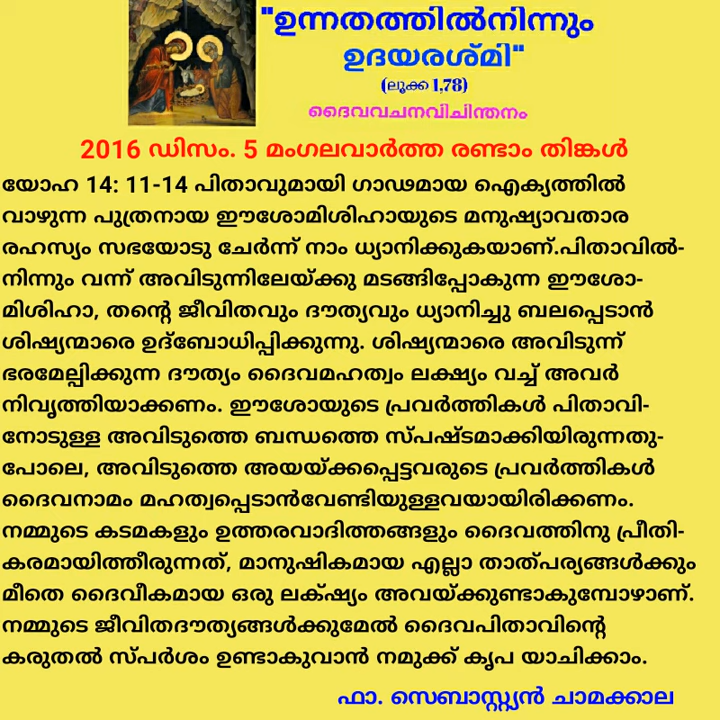 "ഉന്നതത്തിൽനിന്നും
ഉദയരശ്മി"
(ലൂക്ക 1,78)
ദൈവവചനവിചിന്തനം
2016 ഡിസം. 5 മംഗലവാർത്ത രണ്ടാം തിങ്കൾ
യോഹ 14: 11-14 പിതാവുമായി ഗാഢമായ ഐക്യത്തിൽ
വാഴുന്ന പുത്രനായ ഈശോമിശിഹായുടെ മനുഷ്യാവതാര
രഹസ്യം സഭയോടു ചേർന്ന് നാം ധ്യാനിക്കുകയാണ്.പിതാവിൽ-
നിന്നും വന്ന് അവിടുന്നിലേയ്ക്കു മടങ്ങിപ്പോകുന്ന ഈശോ-
മിശിഹാ, തന്റെ ജീവിതവും ദൗത്യവും ധ്യാനിച്ചു ബലപ്പെടാൻ
ശിഷ്യന്മാരെ ഉദ്ബോധിപ്പിക്കുന്നു. ശിഷ്യന്മാരെ അവിടുന്ന്
ഭരമേല്പിക്കുന്ന ദൗത്യം ദൈവമഹത്വം ലക്ഷ്യം വച്ച് അവർ
നിവൃത്തിയാക്കണം. ഈശോയുടെ പ്രവർത്തികൾ പിതാവി-
നോടുള്ള അവിടുത്തെ ബന്ധത്തെ സ്പഷ്ടമാക്കിയിരുന്നതു-
പോലെ, അവിടുത്തെ അയയ്ക്കപ്പെട്ടവരുടെ പ്രവർത്തികൾ
ദൈവനാമം മഹത്വപ്പെടാൻവേണ്ടിയുള്ളവയായിരിക്കണം.
നമ്മുടെ കടമകളും ഉത്തരവാദിത്തങ്ങളും ദൈവത്തിനു പ്രീതി-
കരമായിത്തീരുന്നത്, മാനുഷികമായ എല്ലാ താത്പര്യങ്ങൾക്കും
മീതെ ദൈവീകമായ ഒരു ലക്ഷ്യം അവയ്ക്കുണ്ടാകുമ്പോഴാണ്.
നമ്മുടെ ജീവിതദൗത്യങ്ങൾക്കുമേൽ ദൈവപിതാവിന്റെ
കരുതൽ സ്പർശം ഉണ്ടാകുവാൻ നമുക്ക് കൃപ യാചിക്കാം.
ഫാ. സെബാസ്റ്റ്യൻ ചാമക്കാല